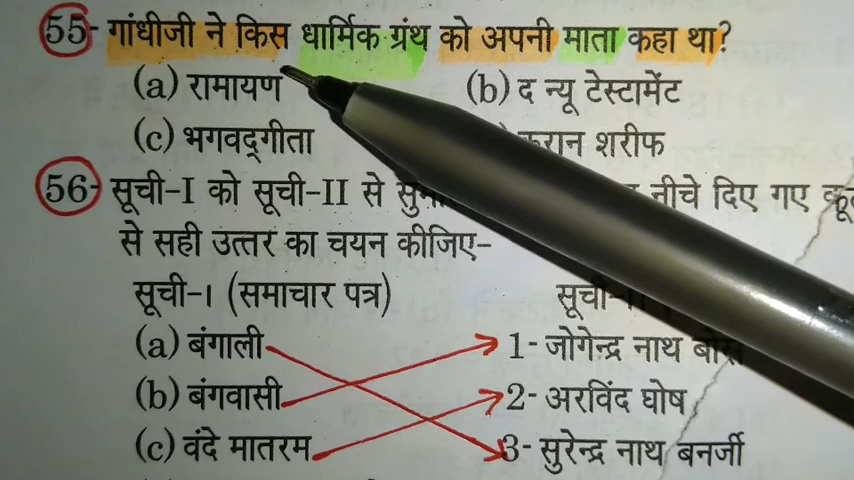 55- गांधीजी ने किस धार्मिक ग्रंथ को अपनी माता कहा था?
(a) रामायण (b) द न्यू टेस्टामेंट
(c) भगवद्गीता कुरान शरीफ
56- सूची-I को सूची-II से नीचे दिए गए
से सही उत्तर का चयन कीजिए-
सूची-I (समाचार पत्र)
(a) बंगाली 1- जोगेन्द्र नाथ बोस
(b) बंगवासी 2- अरविंद घोष
(c) वंदे मातरम 3- सुरेन्द्र नाथ बनर्जी